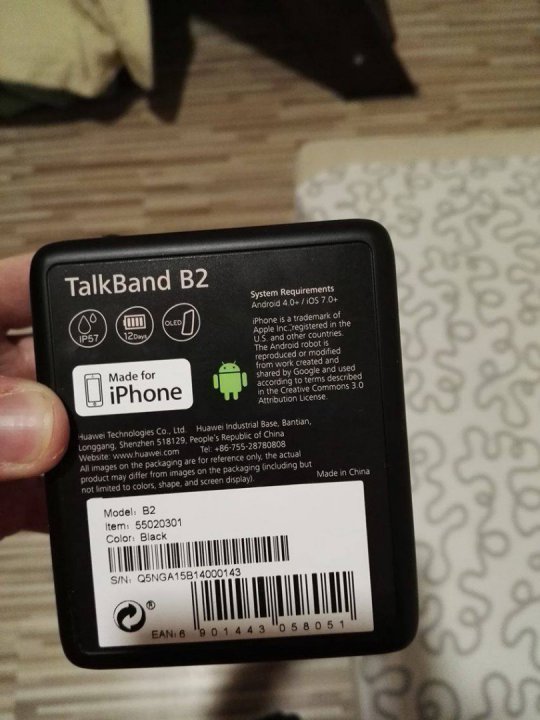 TalkBand B2
IP57
12Days
OLED
System Requirements
Android 4.0+ / iOS 7.0+
iPhone is a trademark of
Apple Inc.,registered in the
U.S. and other countries.
The Android robot is
reproduced or modified
from work created and
shared by Google and used
according to terms described
in the Creative Commons 3.0
Attribution License.
Made for
iPhone
Huawei Technologies Co., Ltd. Huawei Industrial Base, Bantian,
Longgang, Shenzhen 518129, People's Republic of China
Website: www.huawei.com Tel: +86-755-28780808
All images on the packaging are for reference only, the actual
product may differ from images on the packaging (including but
not limited to colors, shape, and screen display).
Made in China
Model: B2
Item: 55020301
Color: Black
S/N: Q5NGA15B14000143
®
EAN: 6 901443 058051